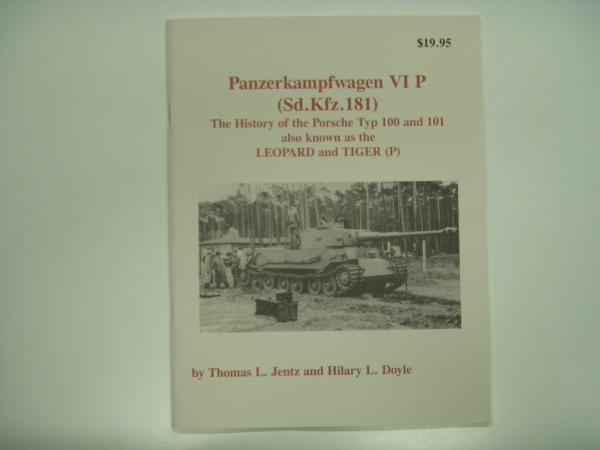 $19.95
Panzerkampfwagen VI P
(Sd.Kfz.181)
The History of the Porsche Typ 100 and 101
also known as the
LEOPARD and TIGER (P)
by Thomas L. Jentz and Hilary L. Doyle